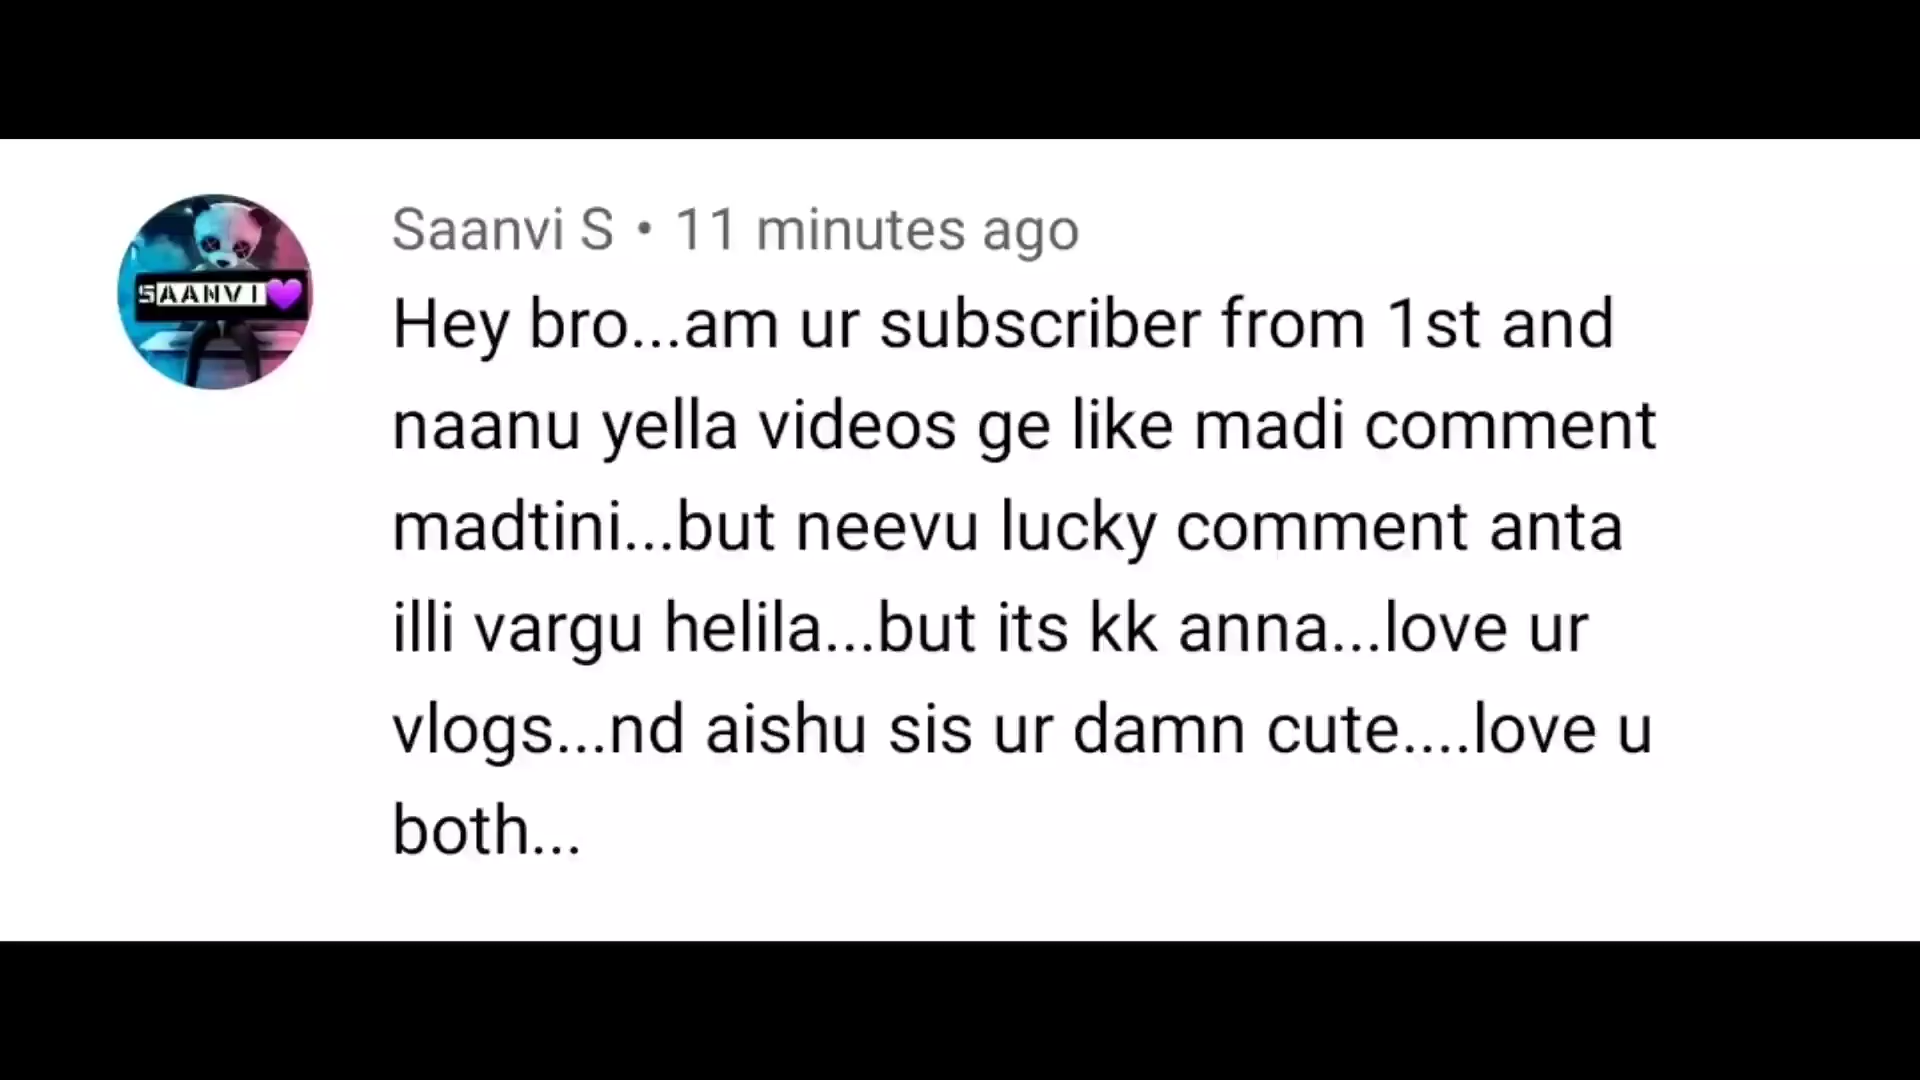 SAANVI💜
Saanvi S • 11 minutes ago
Hey bro...am ur subscriber from 1st and
naanu yella videos ge like madi comment
madtini...but neevu lucky comment anta
illi vargu helila...but its kk anna...love ur
vlogs...nd aishu sis ur damn cute....love u
both...